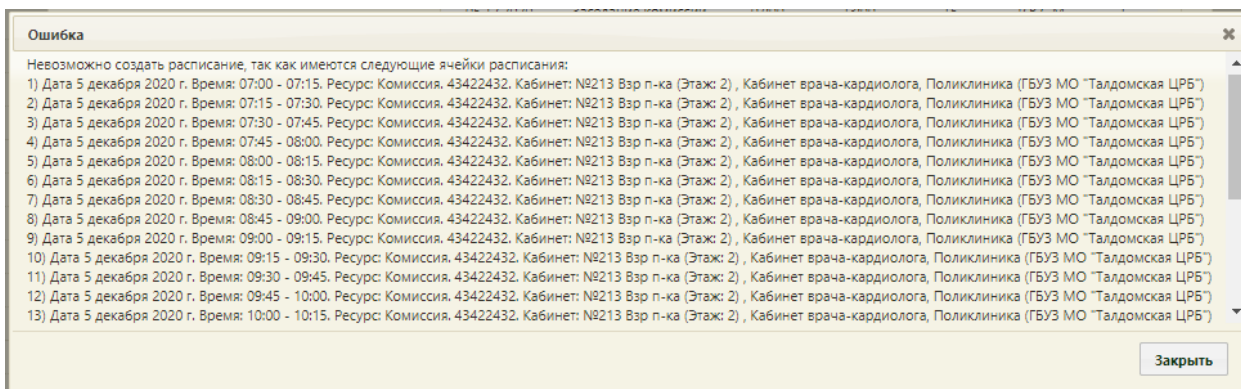 Ошибка
Невозможно создать расписание, так как имеются следующие ячейки расписания:
1) Дата 5 декабря 2020 г. Время: 07:00 - 07:15. Ресурс: Комиссия. 43422432. Кабинет: №213 Взр п-ка (Этаж: 2) , Кабинет врача-кардиолога, Поликлиника (ГБУЗ МО "Талдомская ЦРБ")
2) Дата 5 декабря 2020 г. Время: 07:15 - 07:30. Ресурс: Комиссия. 43422432. Кабинет: №213 Взр п-ка (Этаж: 2) , Кабинет врача-кардиолога, Поликлиника (ГБУЗ МО "Талдомская ЦРБ")
3) Дата 5 декабря 2020 г. Время: 07:30 - 07:45. Ресурс: Комиссия. 43422432. Кабинет: №213 Взр п-ка (Этаж: 2) , Кабинет врача-кардиолога, Поликлиника (ГБУЗ МО "Талдомская ЦРБ")
4) Дата 5 декабря 2020 г. Время: 07:45 - 08:00. Ресурс: Комиссия. 43422432. Кабинет: №213 Взр п-ка (Этаж: 2) , Кабинет врача-кардиолога, Поликлиника (ГБУЗ МО "Талдомская ЦРБ")
5) Дата 5 декабря 2020 г. Время: 08:00 - 08:15. Ресурс: Комиссия. 43422432. Кабинет: №213 Взр п-ка (Этаж: 2) , Кабинет врача-кардиолога, Поликлиника (ГБУЗ МО "Талдомская ЦРБ")
6) Дата 5 декабря 2020 г. Время: 08:15 - 08:30. Ресурс: Комиссия. 43422432. Кабинет: №213 Взр п-ка (Этаж: 2) , Кабинет врача-кардиолога, Поликлиника (ГБУЗ МО "Талдомская ЦРБ")
7) Дата 5 декабря 2020 г. Время: 08:30 - 08:45. Ресурс: Комиссия. 43422432. Кабинет: №213 Взр п-ка (Этаж: 2) , Кабинет врача-кардиолога, Поликлиника (ГБУЗ МО "Талдомская ЦРБ")
8) Дата 5 декабря 2020 г. Время: 08:45 - 09:00. Ресурс: Комиссия. 43422432. Кабинет: №213 Взр п-ка (Этаж: 2) , Кабинет врача-кардиолога, Поликлиника (ГБУЗ МО "Талдомская ЦРБ")
9) Дата 5 декабря 2020 г. Время: 09:00 - 09:15. Ресурс: Комиссия. 43422432. Кабинет: №213 Взр п-ка (Этаж: 2) , Кабинет врача-кардиолога, Поликлиника (ГБУЗ МО "Талдомская ЦРБ")
10) Дата 5 декабря 2020 г. Время: 09:15 - 09:30. Ресурс: Комиссия. 43422432. Кабинет: №213 Взр п-ка (Этаж: 2) , Кабинет врача-кардиолога, Поликлиника (ГБУЗ МО "Талдомская ЦРБ")
11) Дата 5 декабря 2020 г. Время: 09:30 - 09:45. Ресурс: Комиссия. 43422432. Кабинет: №213 Взр п-ка (Этаж: 2) , Кабинет врача-кардиолога, Поликлиника (ГБУЗ МО "Талдомская ЦРБ")
12) Дата 5 декабря 2020 г. Время: 09:45 - 10:00. Ресурс: Комиссия. 43422432. Кабинет: №213 Взр п-ка (Этаж: 2) , Кабинет врача-кардиолога, Поликлиника (ГБУЗ МО "Талдомская ЦРБ")
13) Дата 5 декабря 2020 г. Время: 10:00 - 10:15. Ресурс: Комиссия. 43422432. Кабинет: №213 Взр п-ка (Этаж: 2) , Кабинет врача-кардиолога, Поликлиника (ГБУЗ МО "Талдомская ЦРБ")
Закрыть